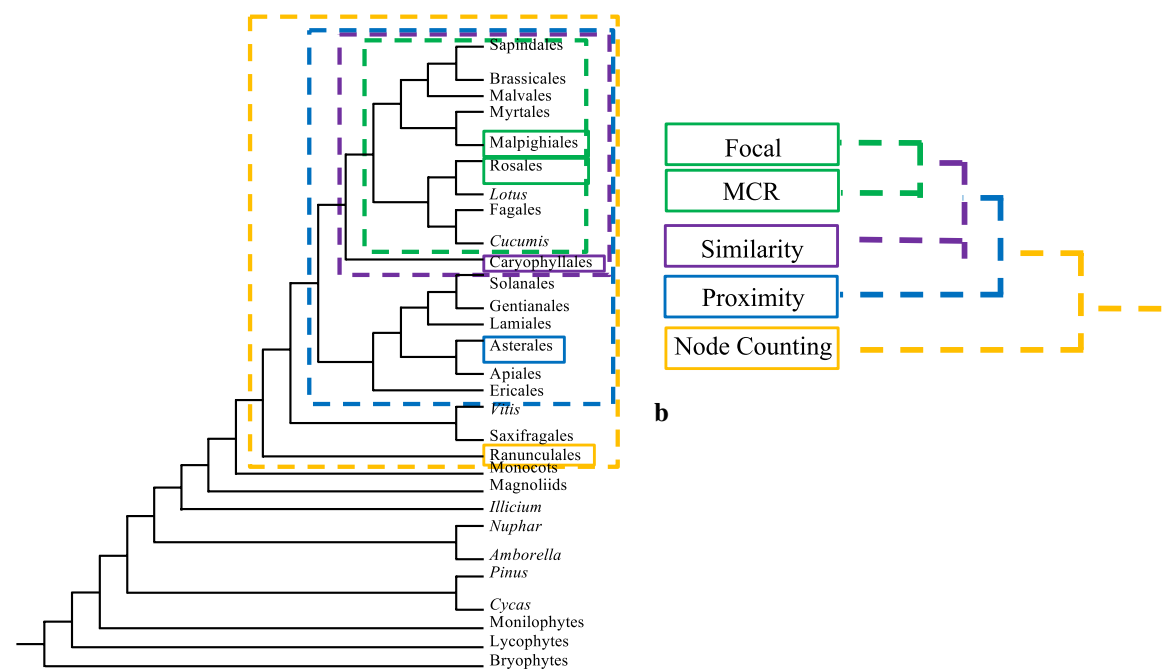 Sapindales
Brassicales
Malvales
Myrtales
Malpighiales
Rosales
Lotus
Fagales
Cucumis
Caryophyllales
Solanales
Gentianales
Lamiales
Asterales
Apiales
Ericales
Vitis
Saxifragales
Ranunculales
Monocots
Magnoliids
Illicium
Nuphar
Amborella
Pinus
Cycas
Monilophytes
Lycophytes
Bryophytes
Focal
MCR
Similarity
Proximity
Node Counting
b